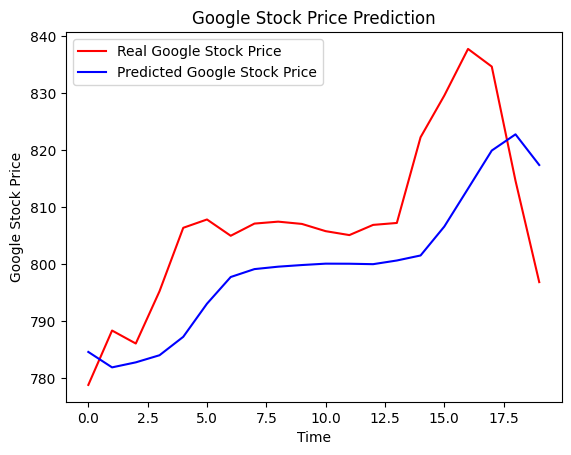 Google Stock Price Prediction
Real Google Stock Price
Predicted Google Stock Price
Google Stock Price
840
830
820
810
800
790
780
0.0 2.5 5.0 7.5 10.0 12.5 15.0 17.5
Time